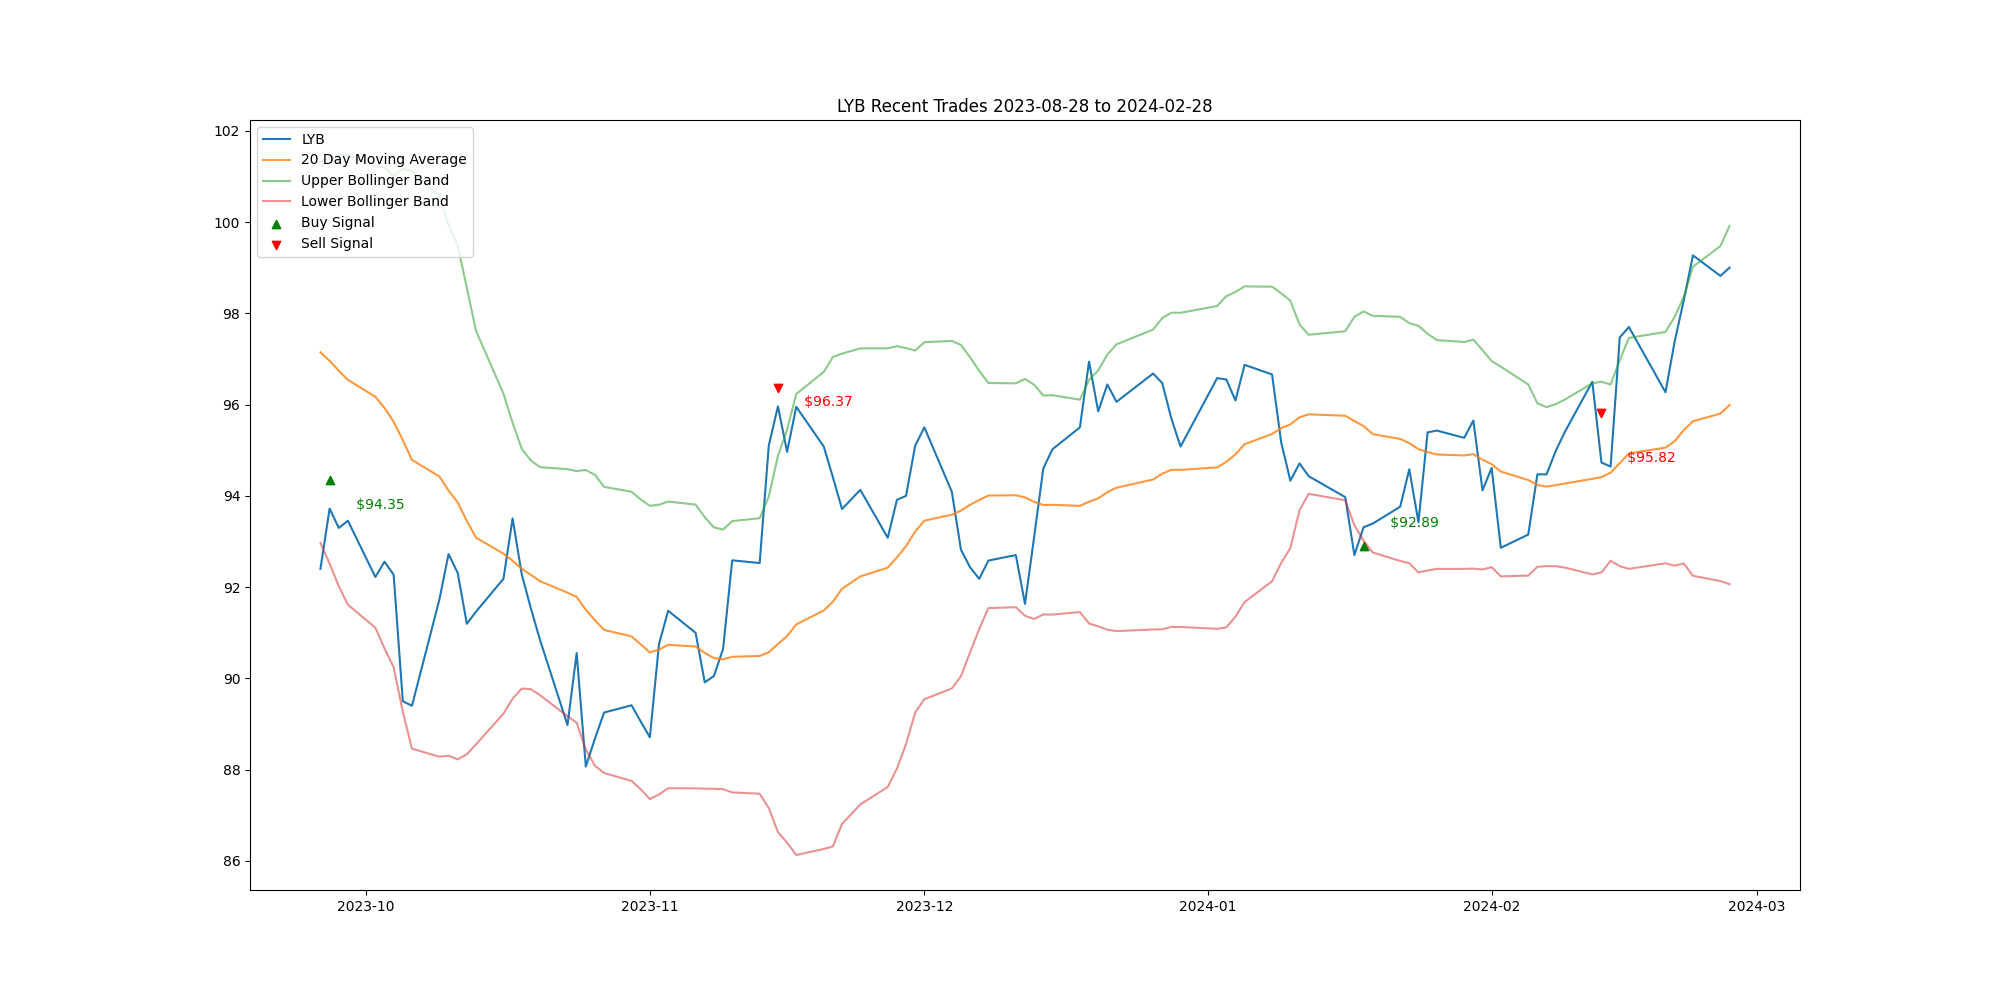 LYB Recent Trades 2023-08-28 to 2024-02-28
LYB
20 Day Moving Average
Upper Bollinger Band
Lower Bollinger Band
Buy Signal
Sell Signal
102
100
98
96
94
92
90
88
86
$94.35
$96.37
$92.89
$95.82
2023-10
2023-11
2023-12
2024-01
2024-02
2024-03